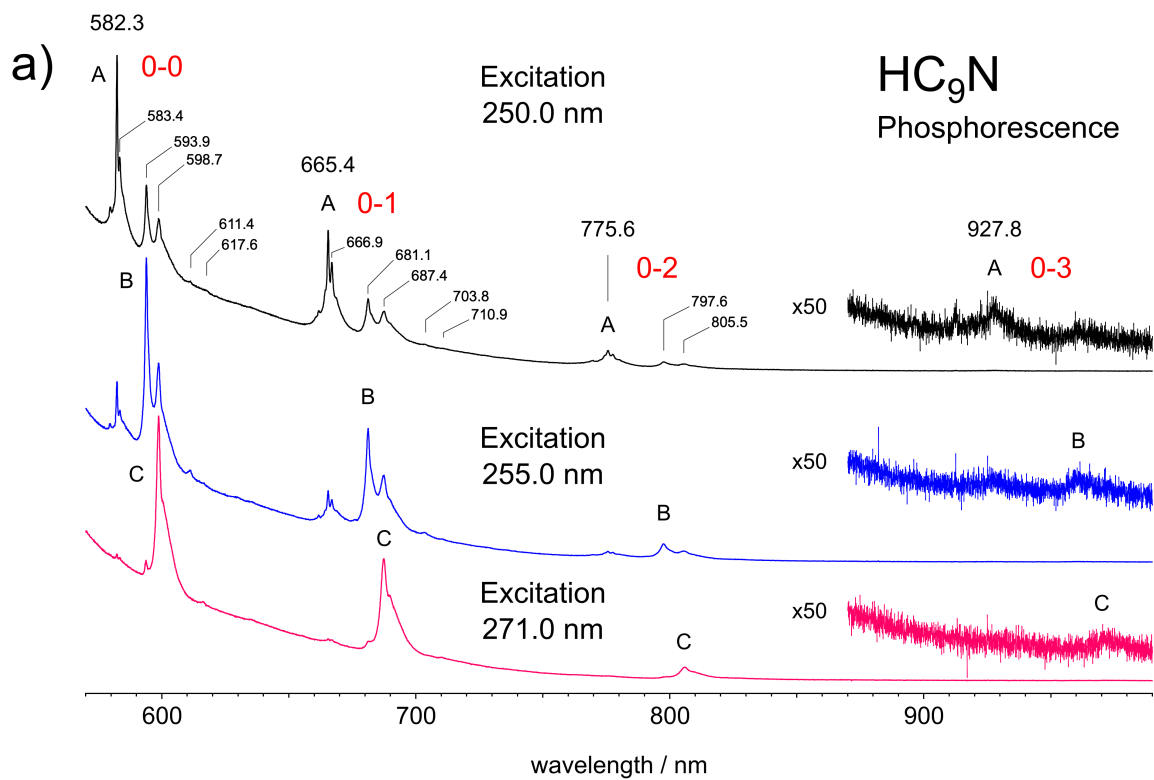 a)
582.3
A
0-0
583.4
593.9
598.7
611.4
617.6
Excitation
250.0 nm
HC₉N
Phosphorescence
665.4
A
0-1
666.9
681.1
687.4
703.8
710.9
775.6
0-2
A
797.6
805.5
927.8
A
0-3
x50
B
B
Excitation
255.0 nm
B
x50
B
C
C
Excitation
271.0 nm
C
x50
C
600
700
800
900
wavelength / nm